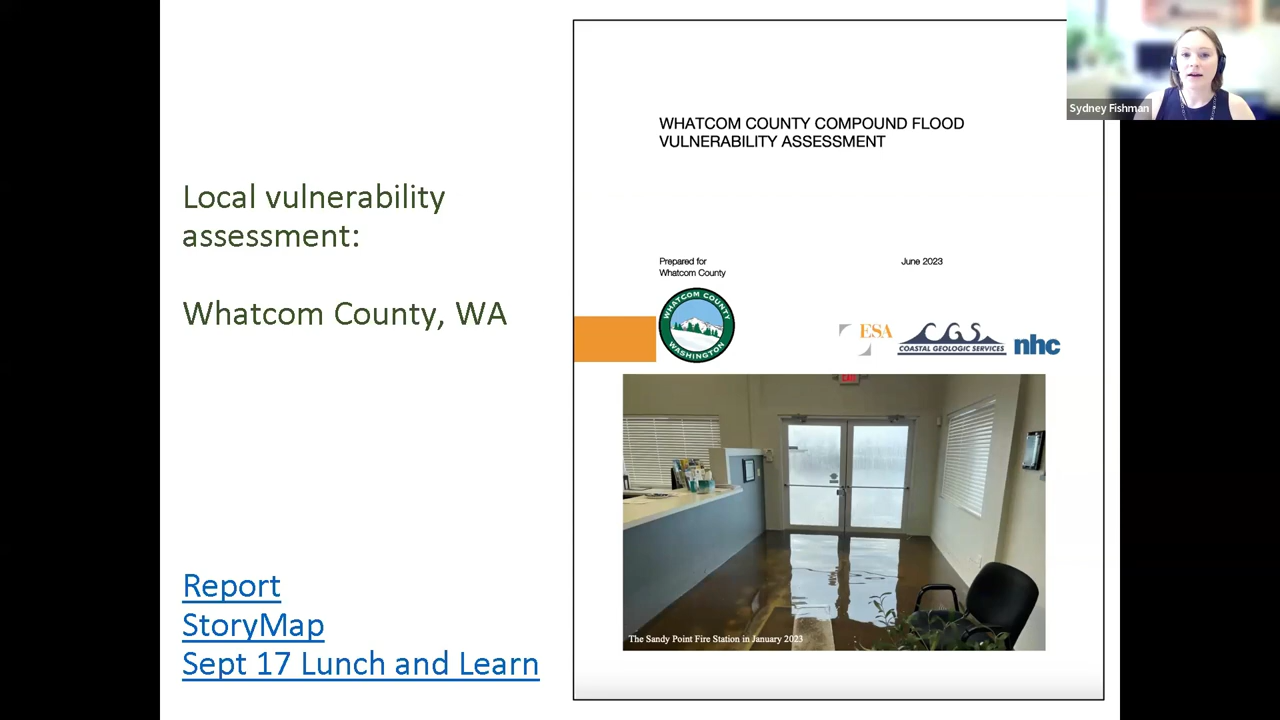 Local vulnerability
assessment:
Whatcom County, WA
Report
StoryMap
Sept 17 Lunch and Learn
WHATCOM COUNTY COMPOUND FLOOD
VULNERABILITY ASSESSMENT
Prepared for
Whatcom County
June 2023
WHATCOM COUNTY
WASHINGTON
ESA
CGS
COASTAL GEOLOGIC SERVICES
nhc
EXIT
The Sandy Point Fire Station in January 2023
Sydney Fishman